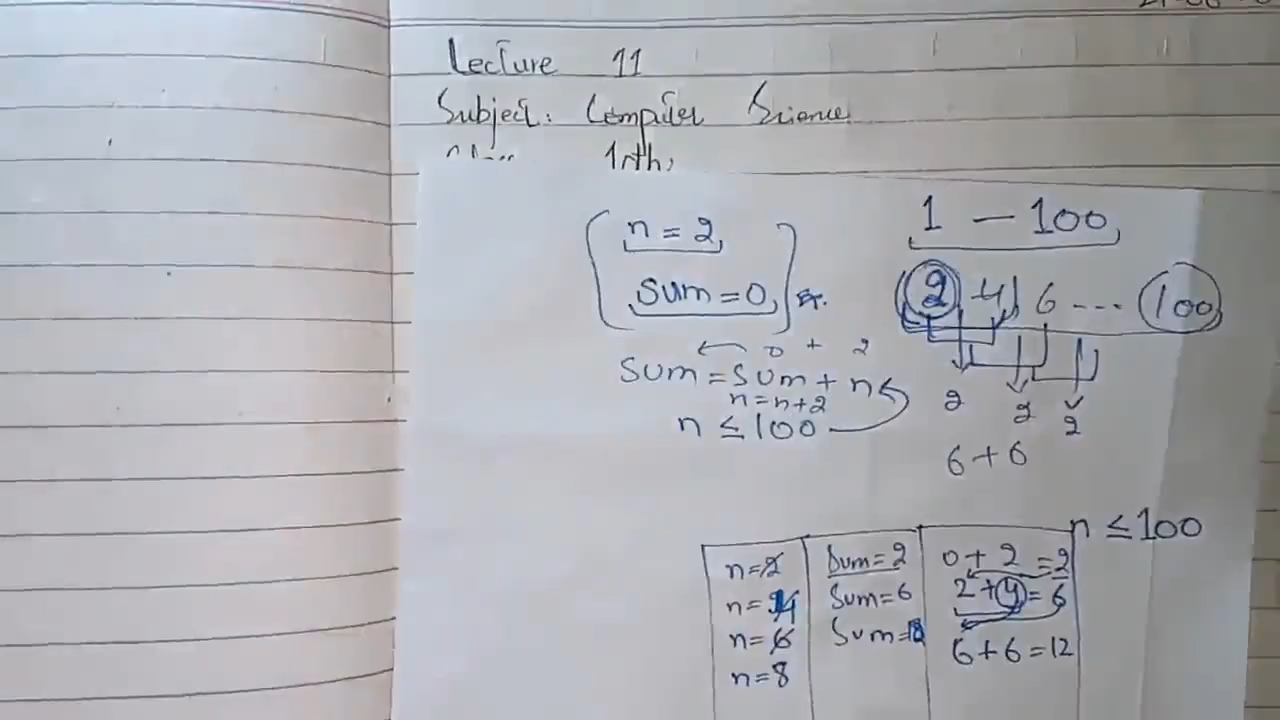 Lecture 11
Subject: Computer Science
n = 2
sum = 0
0 + 2
sum = sum + n
n = n+2
n ≤ 100
1 — 100
2 4 6 ... 100
2 2 2
6 + 6
n ≤ 100
n=2 Sum=2 0 + 2 = 2
n=4 Sum=6 2 + 4 = 6
n=6 Sum=12 6+6=12
n=8